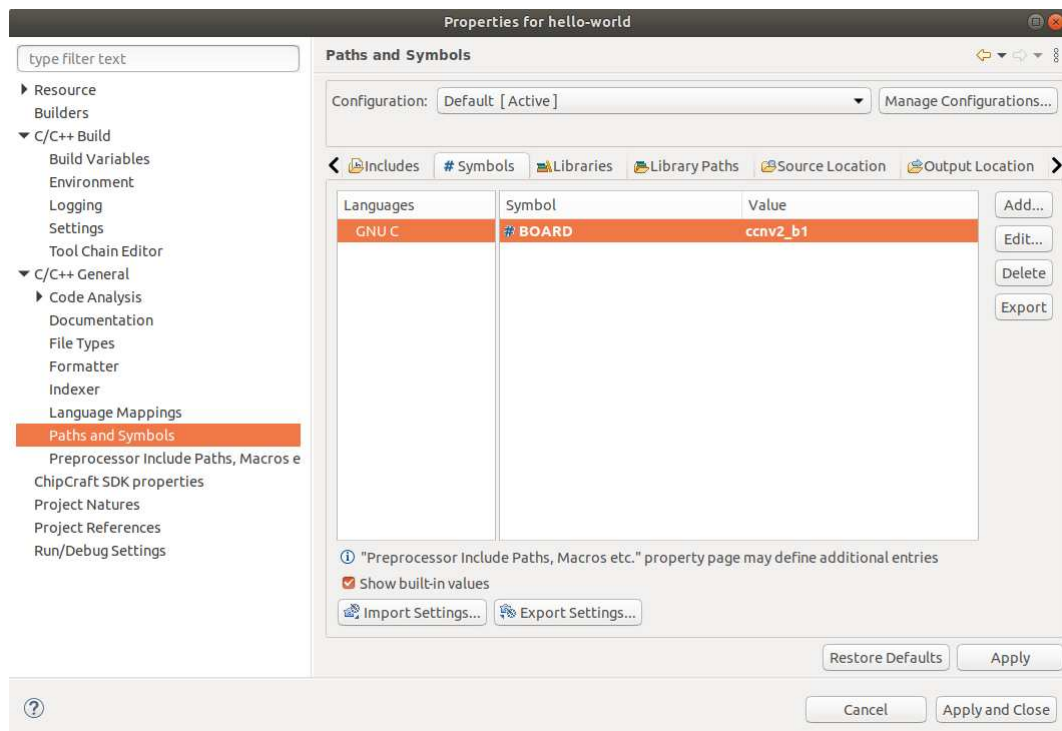 Properties for hello-world
type filter text
Resource
Builders
C/C++ Build
Build Variables
Environment
Logging
Settings
Tool Chain Editor
C/C++ General
Code Analysis
Documentation
File Types
Formatter
Indexer
Language Mappings
Paths and Symbols
Preprocessor Include Paths, Macros e
ChipCraft SDK properties
Project Natures
Project References
Run/Debug Settings
Paths and Symbols
Configuration: Default [ Active ] Manage Configurations...
Includes # Symbols Libraries Library Paths Source Location Output Location
Languages Symbol Value Add...
GNU C # BOARD ccnv2_b1
Edit...
Delete
Export
"Preprocessor Include Paths, Macros etc." property page may define additional entries
Show built-in values
Import Settings... Export Settings...
Restore Defaults Apply
? Cancel Apply and Close